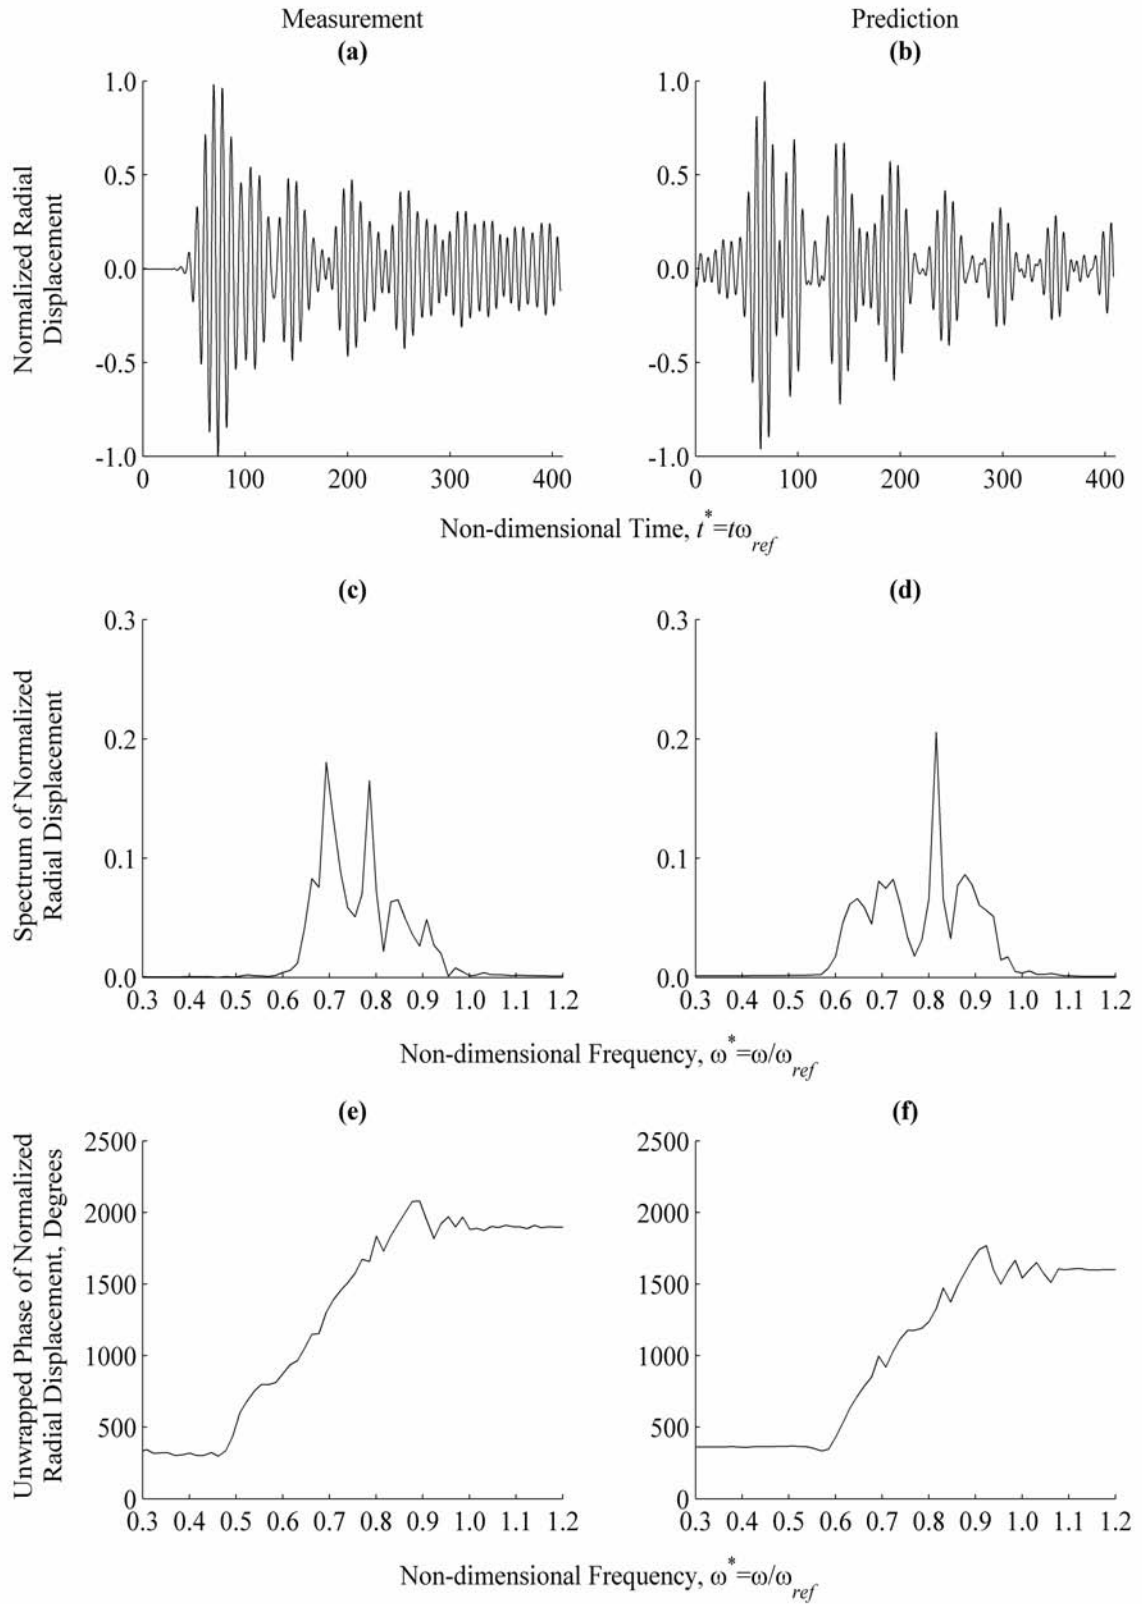 Measurement
Prediction
(a)
(b)
Normalized Radial
Displacement
1.0
0.5
0.0
-0.5
-1.0
0 100 200 300 400
1.0
0.5
0.0
-0.5
-1.0
0 100 200 300 400
Non-dimensional Time, t*=tω_ref
(c)
(d)
Spectrum of Normalized
Radial Displacement
0.3
0.2
0.1
0.0
0.3 0.4 0.5 0.6 0.7 0.8 0.9 1.0 1.1 1.2
0.3
0.2
0.1
0.0
0.3 0.4 0.5 0.6 0.7 0.8 0.9 1.0 1.1 1.2
Non-dimensional Frequency, ω*=ω/ω_ref
(e)
(f)
Unwrapped Phase of Normalized
Radial Displacement, Degrees
2500
2000
1500
1000
500
0
0.3 0.4 0.5 0.6 0.7 0.8 0.9 1.0 1.1 1.2
2500
2000
1500
1000
500
0
0.3 0.4 0.5 0.6 0.7 0.8 0.9 1.0 1.1 1.2
Non-dimensional Frequency, ω*=ω/ω_ref